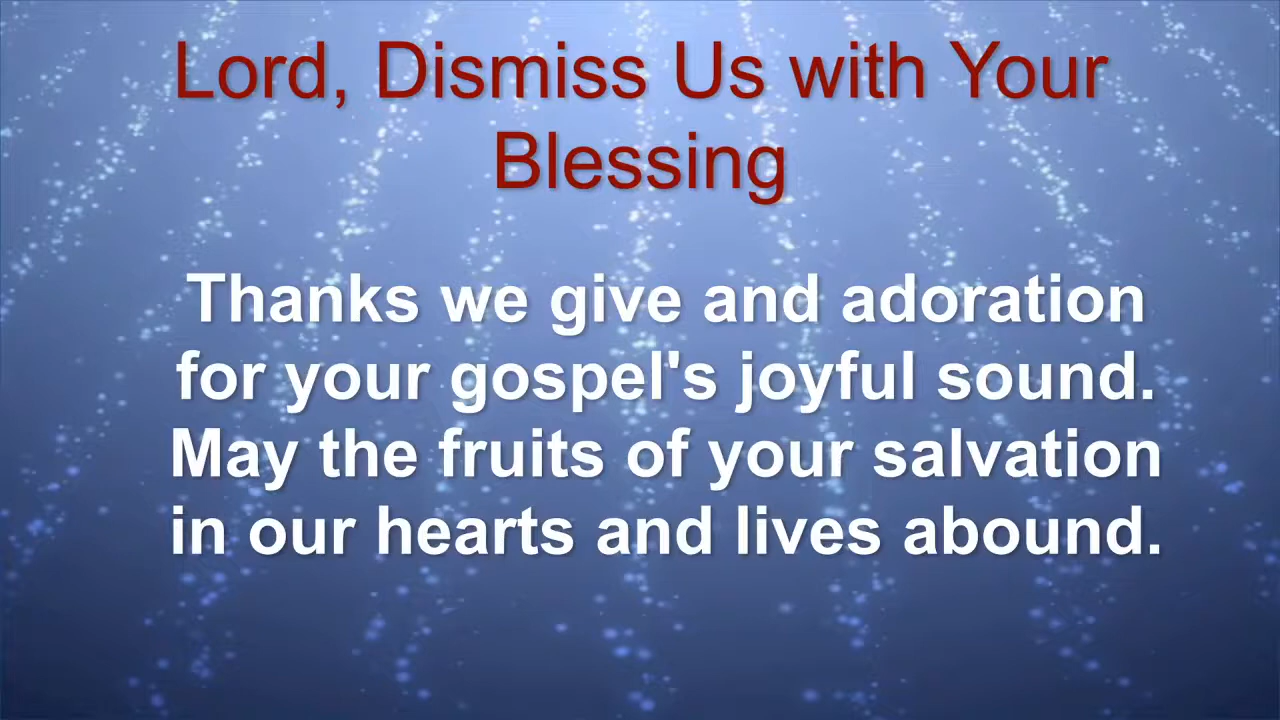 Lord, Dismiss Us with Your
Blessing
Thanks we give and adoration
for your gospel's joyful sound.
May the fruits of your salvation
in our hearts and lives abound.